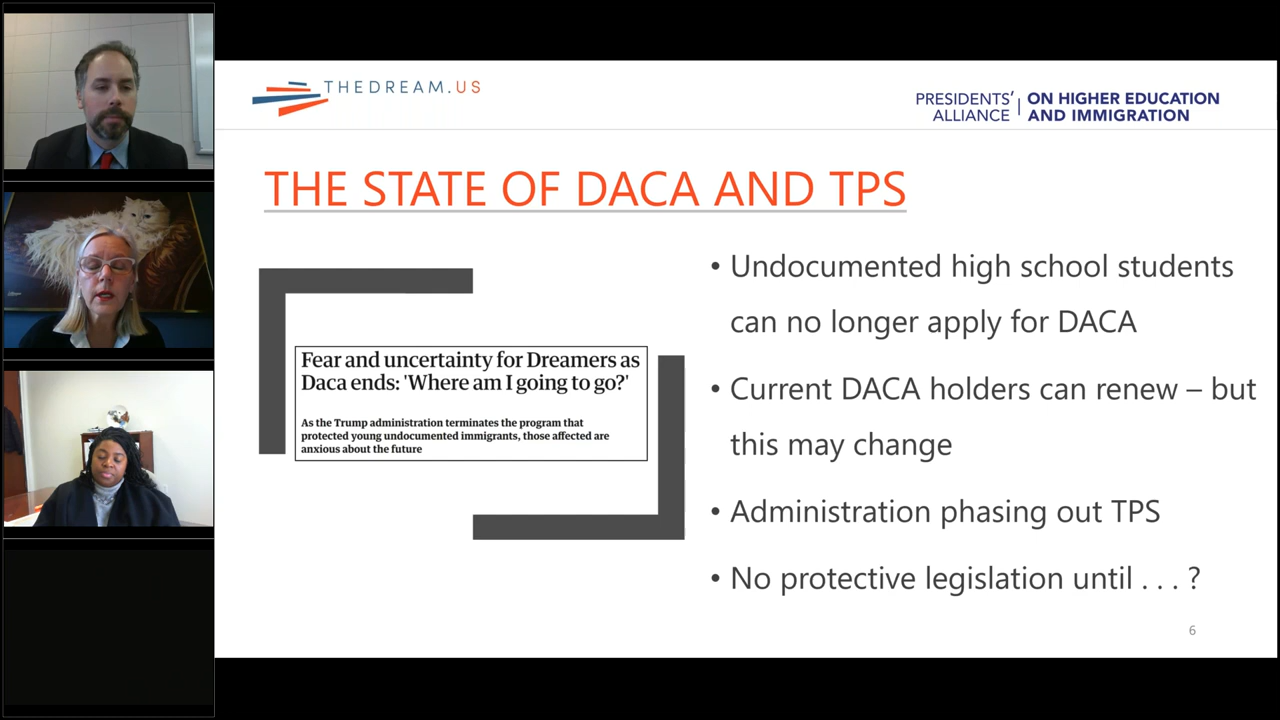 THEDREAM.US
PRESIDENTS' ALLIANCE ON HIGHER EDUCATION AND IMMIGRATION
THE STATE OF DACA AND TPS
Fear and uncertainty for Dreamers as
Daca ends: 'Where am I going to go?'
As the Trump administration terminates the program that
protected young undocumented immigrants, those affected are
anxious about the future
• Undocumented high school students
can no longer apply for DACA
• Current DACA holders can renew – but
this may change
• Administration phasing out TPS
• No protective legislation until . . . ?
6